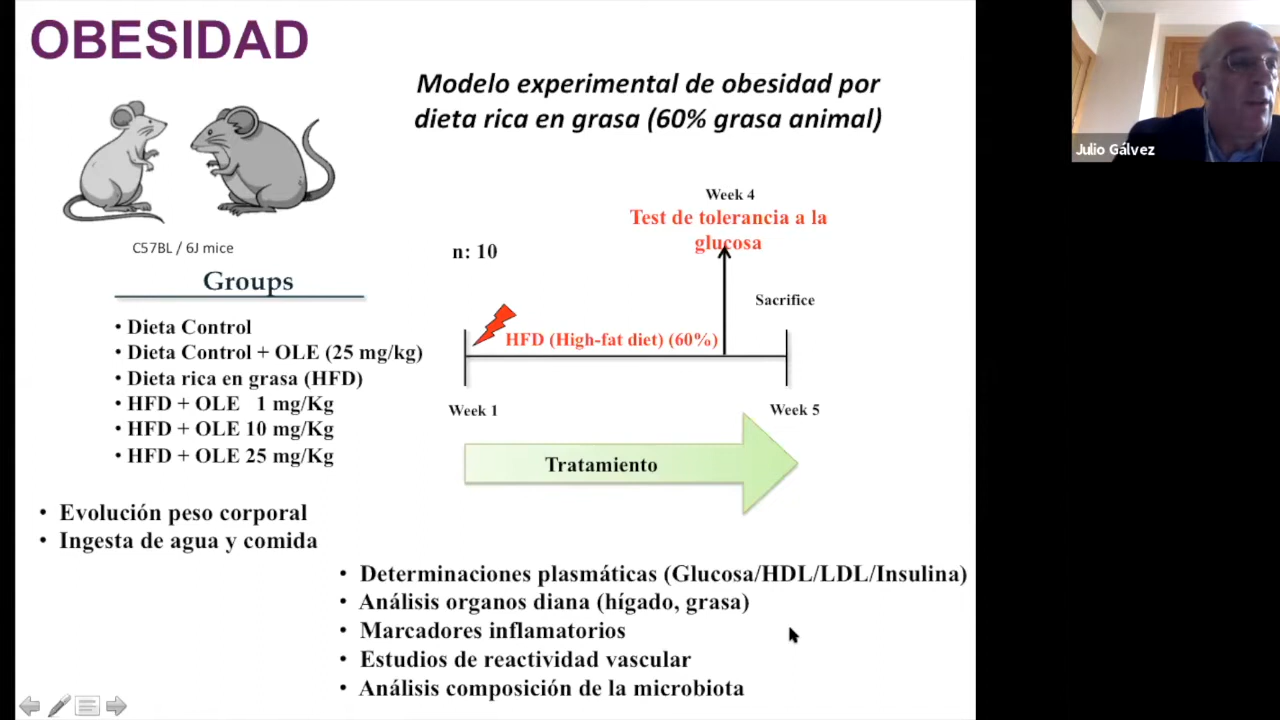 OBESIDAD
Modelo experimental de obesidad por
dieta rica en grasa (60% grasa animal)
Julio Gálvez
C57BL / 6J mice
Groups
• Dieta Control
• Dieta Control + OLE (25 mg/kg)
• Dieta rica en grasa (HFD)
• HFD + OLE 1 mg/Kg
• HFD + OLE 10 mg/Kg
• HFD + OLE 25 mg/Kg
n: 10
Week 4
Test de tolerancia a la
glucosa
Sacrifice
HFD (High-fat diet) (60%)
Week 1
Week 5
Tratamiento
• Evolución peso corporal
• Ingesta de agua y comida
• Determinaciones plasmáticas (Glucosa/HDL/LDL/Insulina)
• Análisis organos diana (hígado, grasa)
• Marcadores inflamatorios
• Estudios de reactividad vascular
• Análisis composición de la microbiota